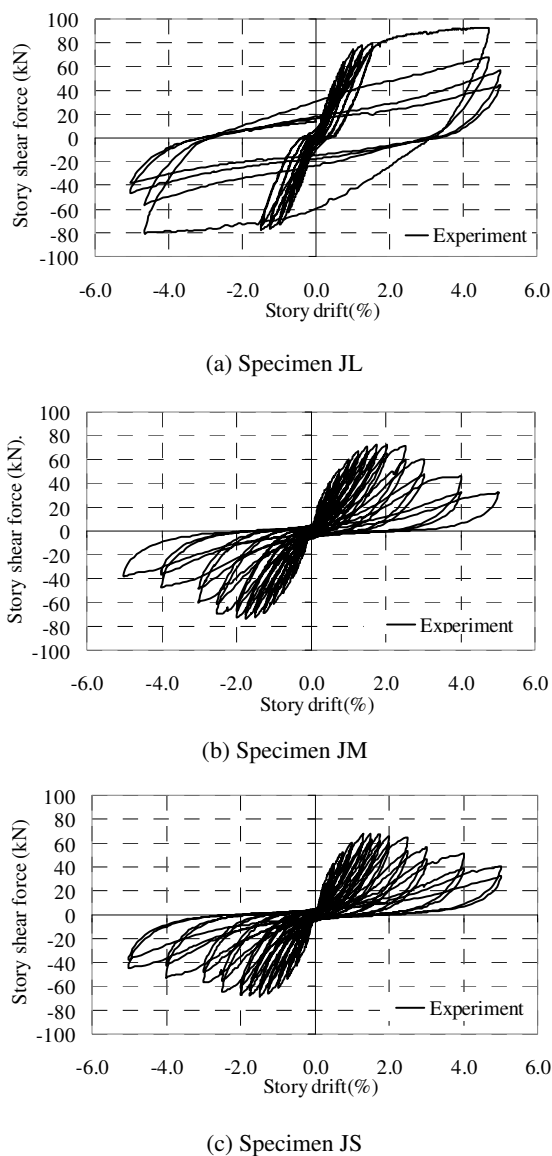 100
80
60
40
20
0
-20
-40
-60
-80
-100
Story shear force (kN)
Experiment
-6.0 -4.0 -2.0 0.0 2.0 4.0 6.0
Story drift(%)
(a) Specimen JL
100
80
60
40
20
0
-20
-40
-60
-80
-100
Story shear force (kN).
Experiment
-6.0 -4.0 -2.0 0.0 2.0 4.0 6.0
Story drift(%)
(b) Specimen JM
100
80
60
40
20
0
-20
-40
-60
-80
-100
Story shear force (kN)
Experiment
-6.0 -4.0 -2.0 0.0 2.0 4.0 6.0
Story drift(%)
(c) Specimen JS